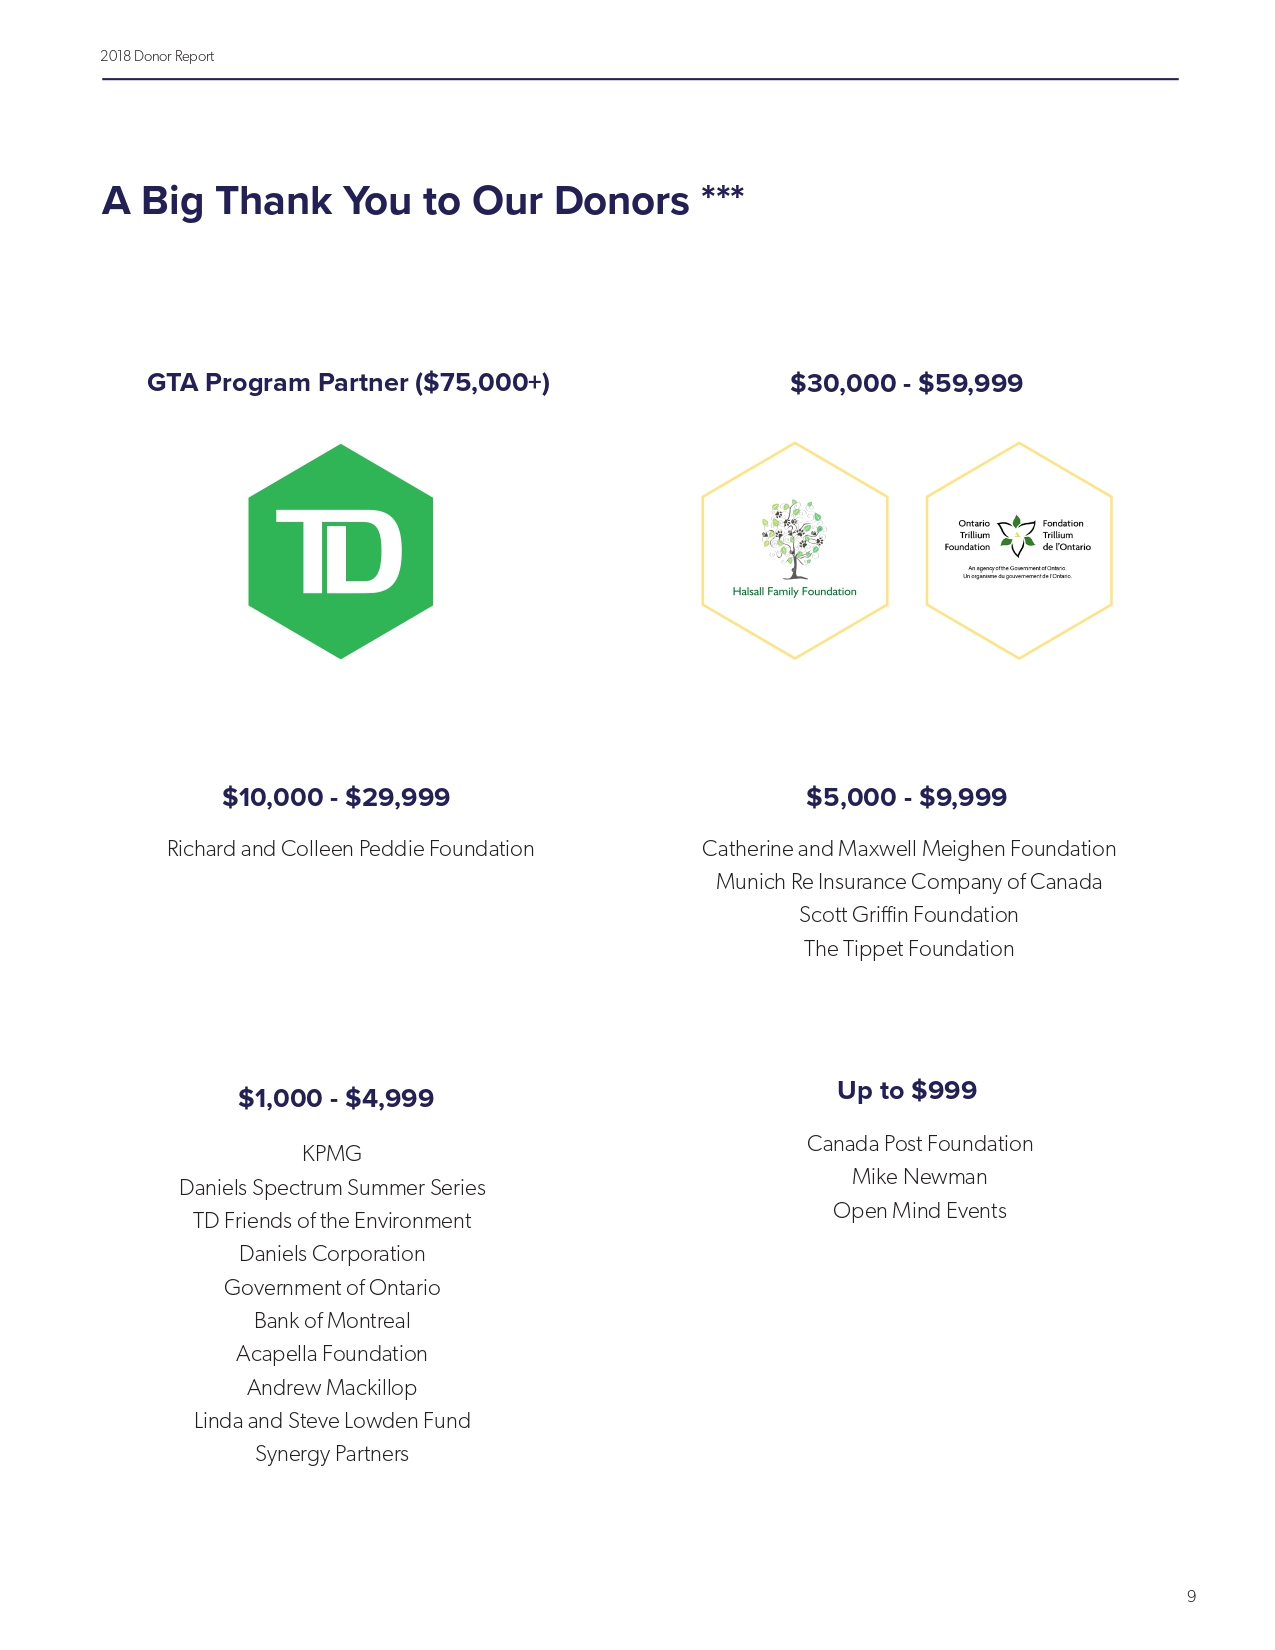 2018 Donor Report
A Big Thank You to Our Donors ***
GTA Program Partner ($75,000+)
TD
$30,000 - $59,999
Halsall Family Foundation
Ontario
Trillium
Foundation
Fondation
Trillium
de l'Ontario
An agency of the Government of Ontario.
Un organisme du gouvernement de l'Ontario.
$10,000 - $29,999
Richard and Colleen Peddie Foundation
$5,000 - $9,999
Catherine and Maxwell Meighen Foundation
Munich Re Insurance Company of Canada
Scott Griffin Foundation
The Tippet Foundation
$1,000 - $4,999
KPMG
Daniels Spectrum Summer Series
TD Friends of the Environment
Daniels Corporation
Government of Ontario
Bank of Montreal
Acapella Foundation
Andrew Mackillop
Linda and Steve Lowden Fund
Synergy Partners
Up to $999
Canada Post Foundation
Mike Newman
Open Mind Events
9